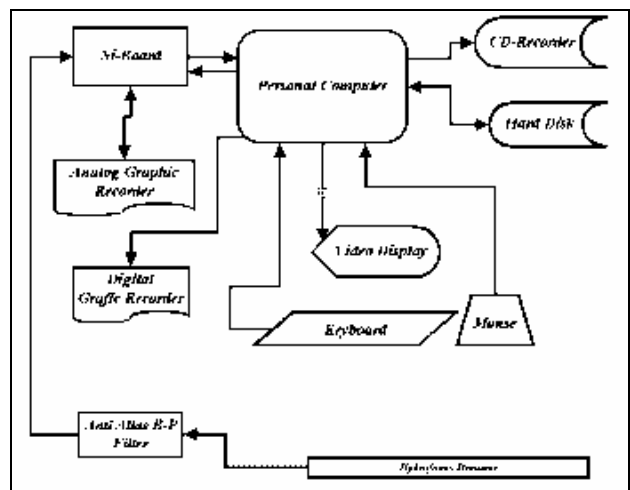 NI-Board
Personal Computer
CD-Recorder
Hard Disk
Analog Graphic
Recorder
Video Display
Digital
Graffc Recorder
Keyboard
Mouse
Anti Alias B-P
Filter